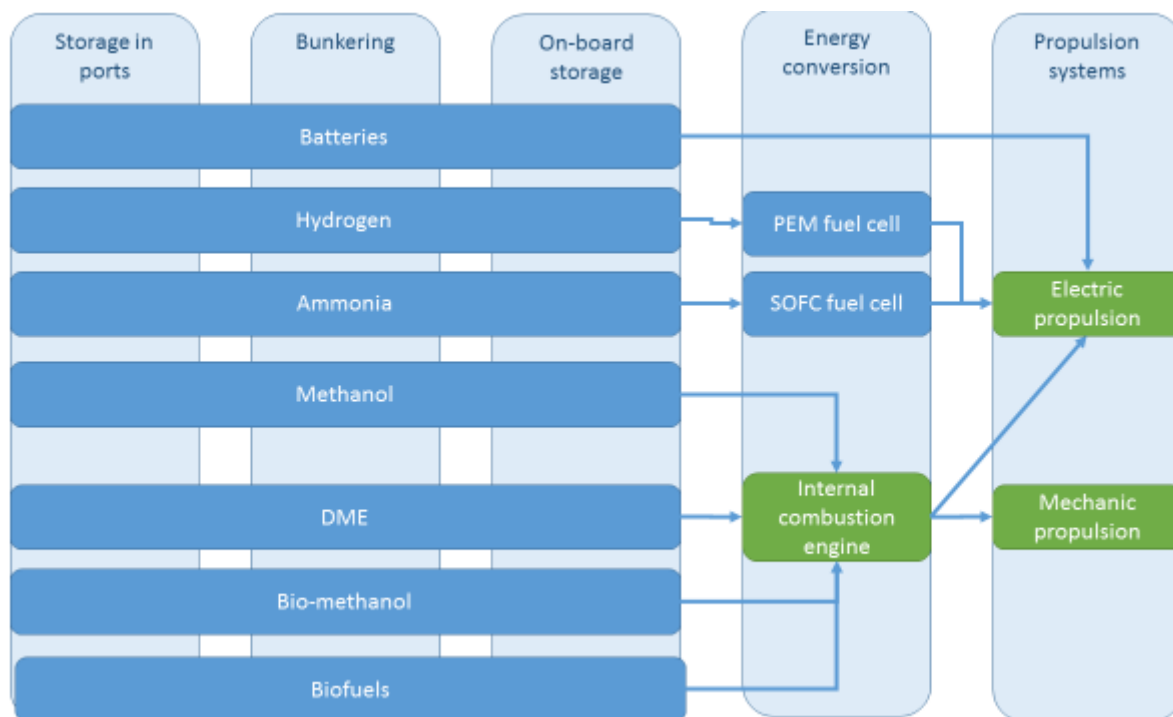 Storage in
ports
Bunkering
On-board
storage
Energy
conversion
Propulsion
systems
Batteries
Hydrogen
PEM fuel cell
Ammonia
SOFC fuel cell
Electric
propulsion
Methanol
DME
Internal
combustion
engine
Mechanic
propulsion
Bio-methanol
Biofuels